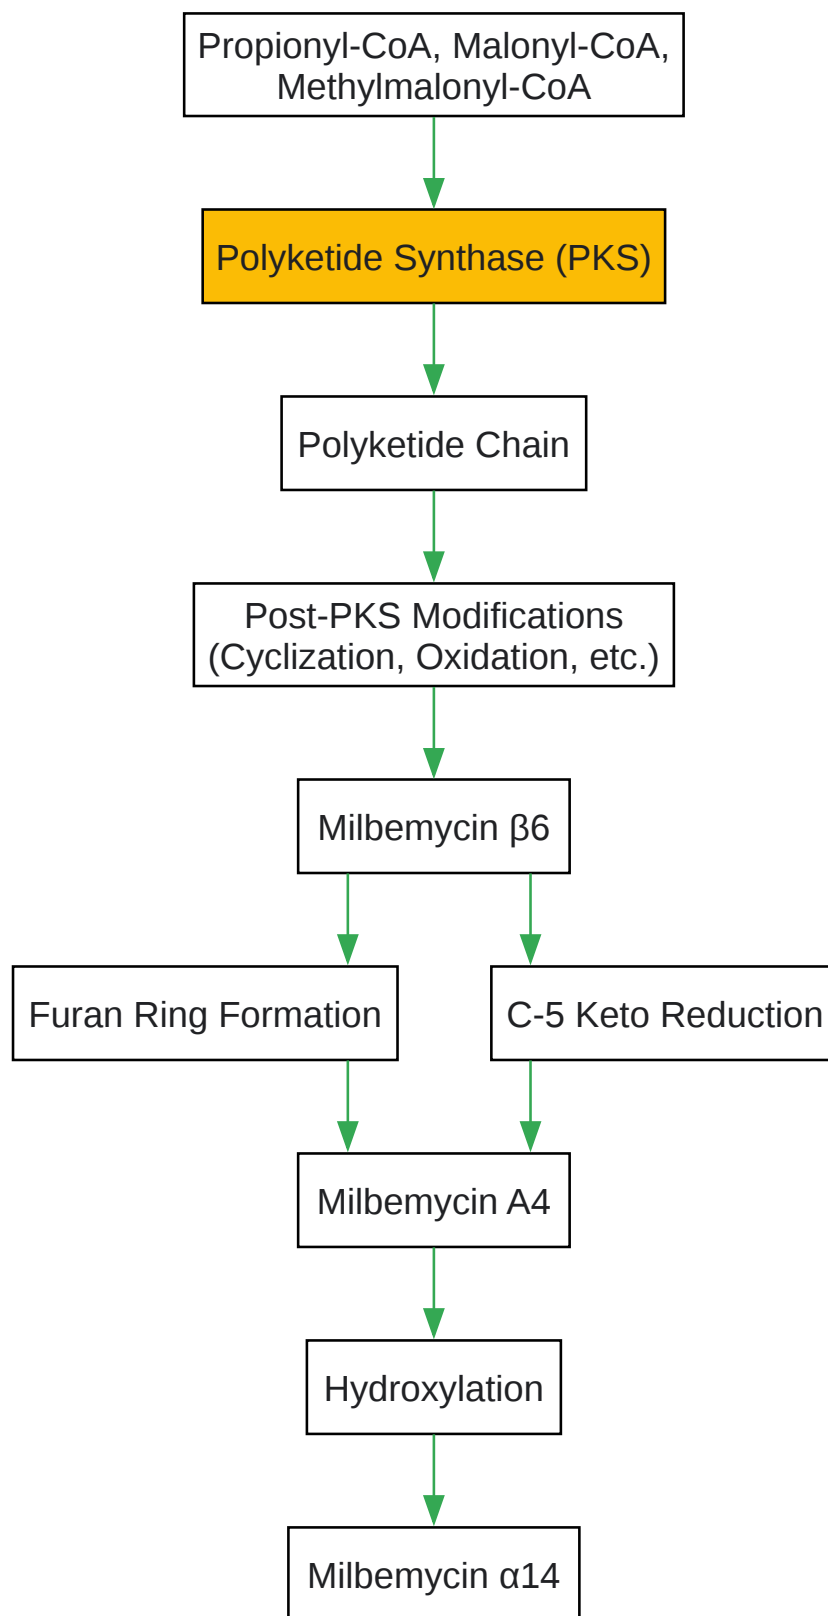 Propionyl-CoA, Malonyl-CoA,
Methylmalonyl-CoA
Polyketide Synthase (PKS)
Polyketide Chain
Post-PKS Modifications
(Cyclization, Oxidation, etc.)
Milbemycin β6
Furan Ring Formation
C-5 Keto Reduction
Milbemycin A4
Hydroxylation
Milbemycin α14